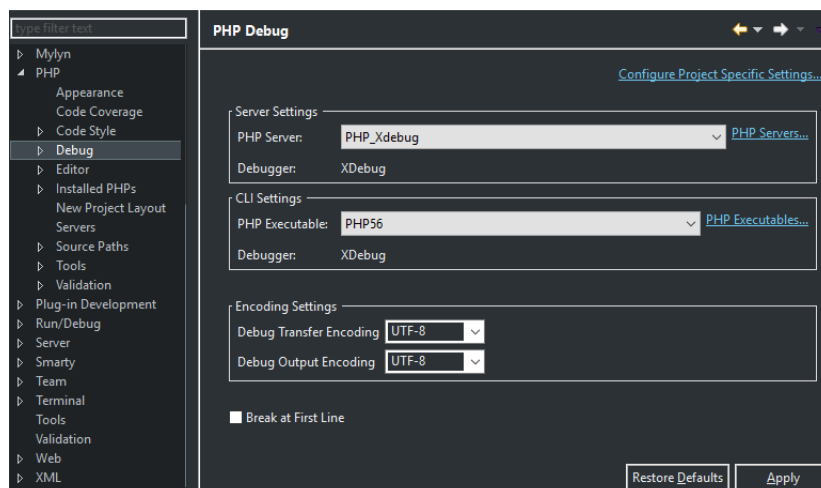 type filter text
Mylyn
PHP
Appearance
Code Coverage
Code Style
Debug
Editor
Installed PHPs
New Project Layout
Servers
Source Paths
Tools
Validation
Plug-in Development
Run/Debug
Server
Smarty
Team
Terminal
Tools
Validation
Web
XML
PHP Debug
Configure Project Specific Settings...
Server Settings
PHP Server: PHP_Xdebug PHP Servers...
Debugger: XDebug
CLI Settings
PHP Executable: PHP56 PHP Executables...
Debugger: XDebug
Encoding Settings
Debug Transfer Encoding UTF-8
Debug Output Encoding UTF-8
Break at First Line
Restore Defaults Apply